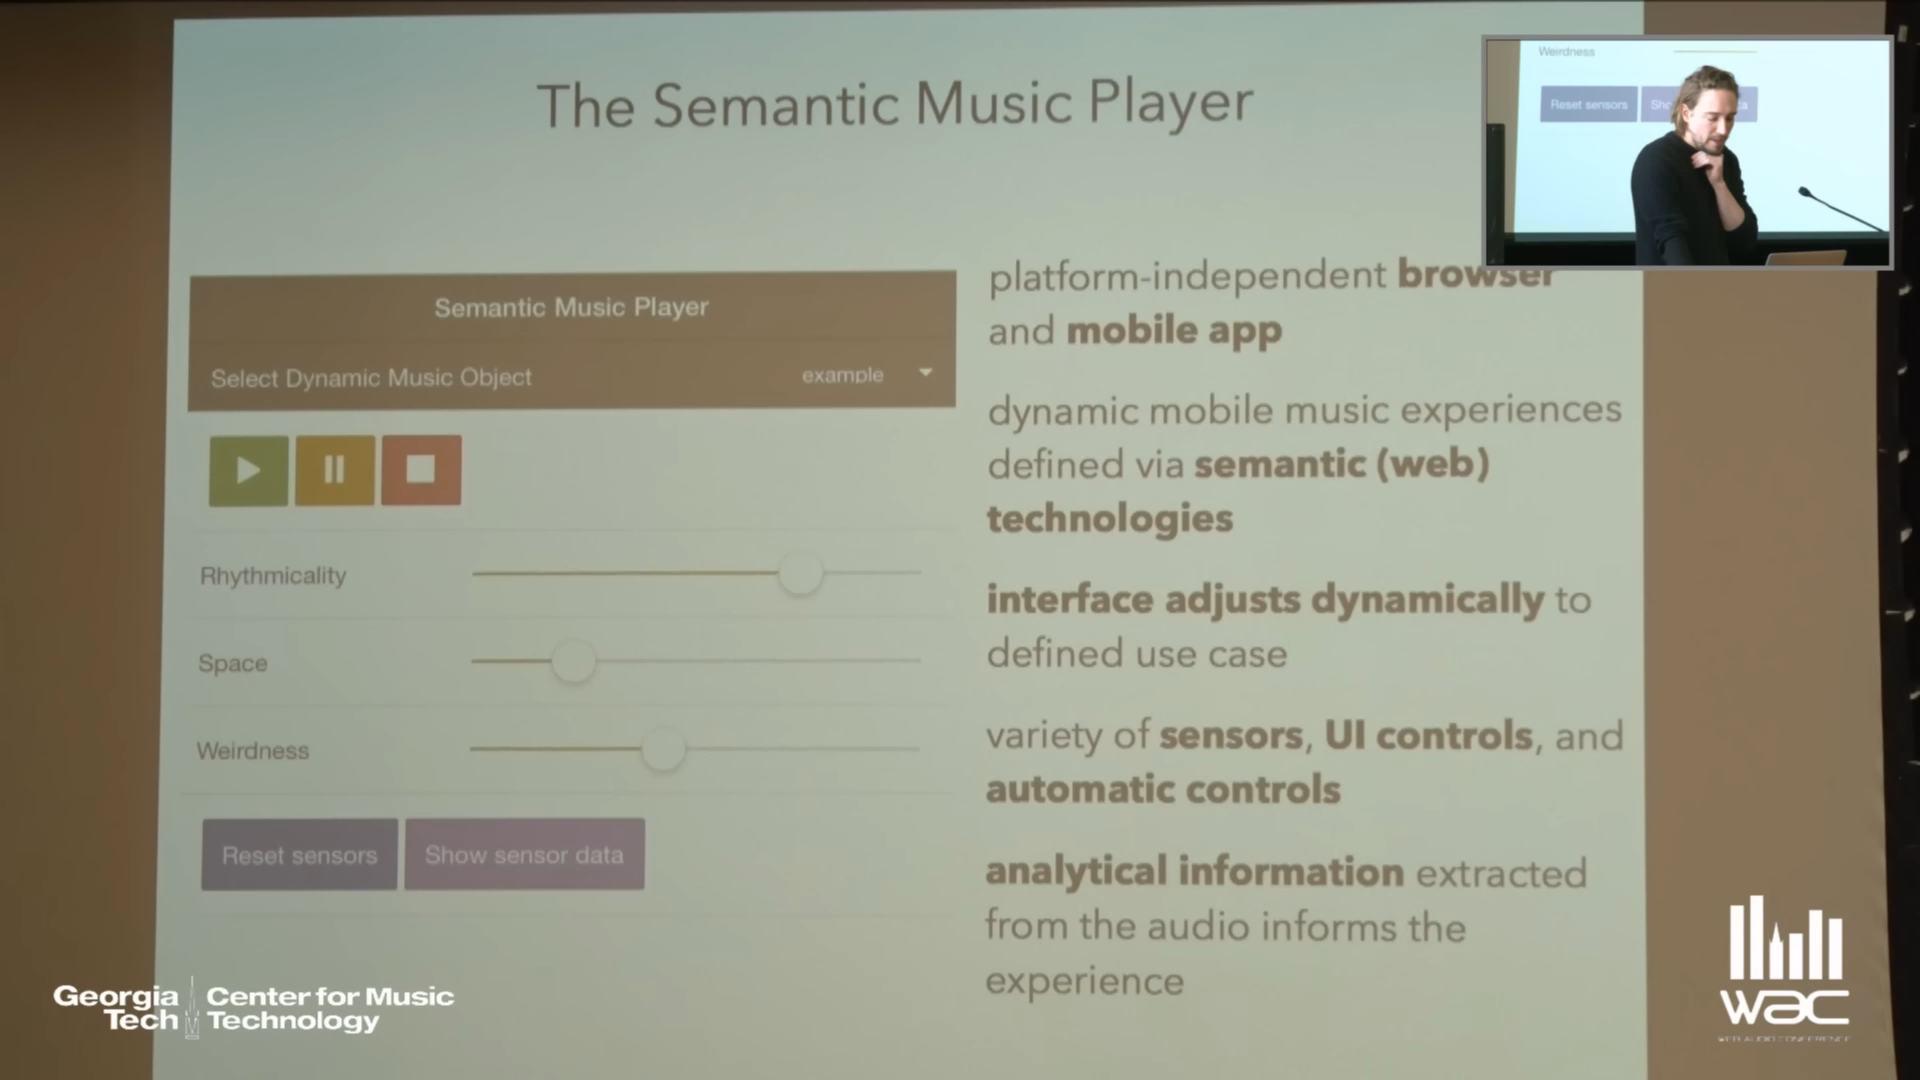 The Semantic Music Player
Weirdness
Reset sensors
Semantic Music Player
Select Dynamic Music Object
example
Rhythmicality
Space
Weirdness
Reset sensors
Show sensor data
platform-independent browser
and mobile app
dynamic mobile music experiences
defined via semantic (web)
technologies
interface adjusts dynamically to
defined use case
variety of sensors, UI controls, and
automatic controls
analytical information extracted
from the audio informs the
experience
Georgia
Tech
Center for Music
Technology
wac
WEB AUDIO CONFERENCE